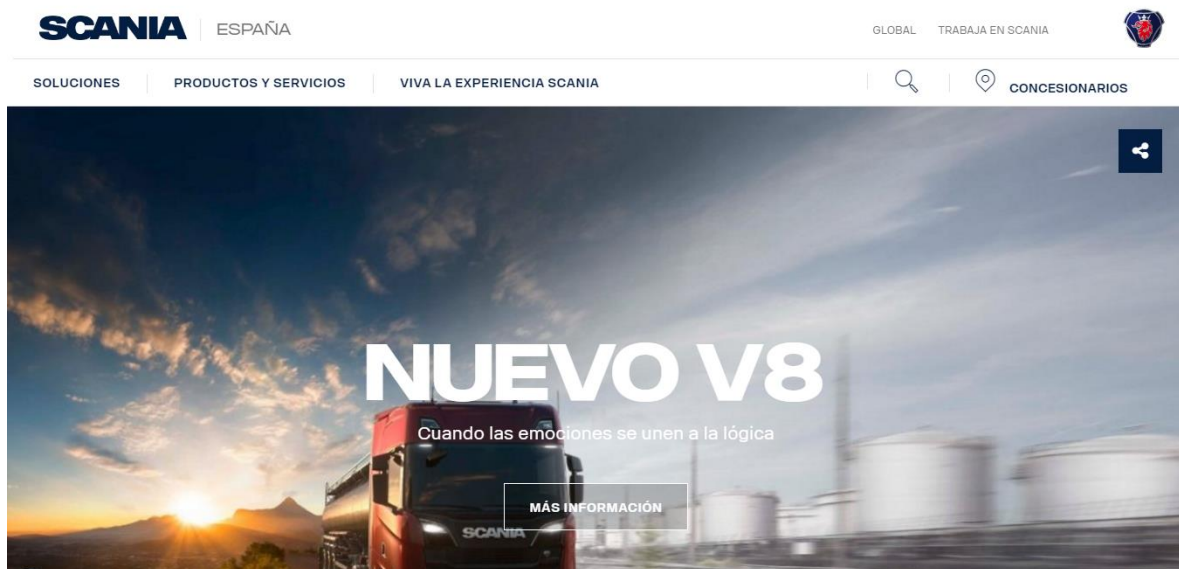 SCANIA ESPAÑA
GLOBAL TRABAJA EN SCANIA
SOLUCIONES PRODUCTOS Y SERVICIOS VIVA LA EXPERIENCIA SCANIA CONCESIONARIOS
NUEVO V8
Cuando las emociones se unen a la lógica
MÁS INFORMACIÓN
SCANIA